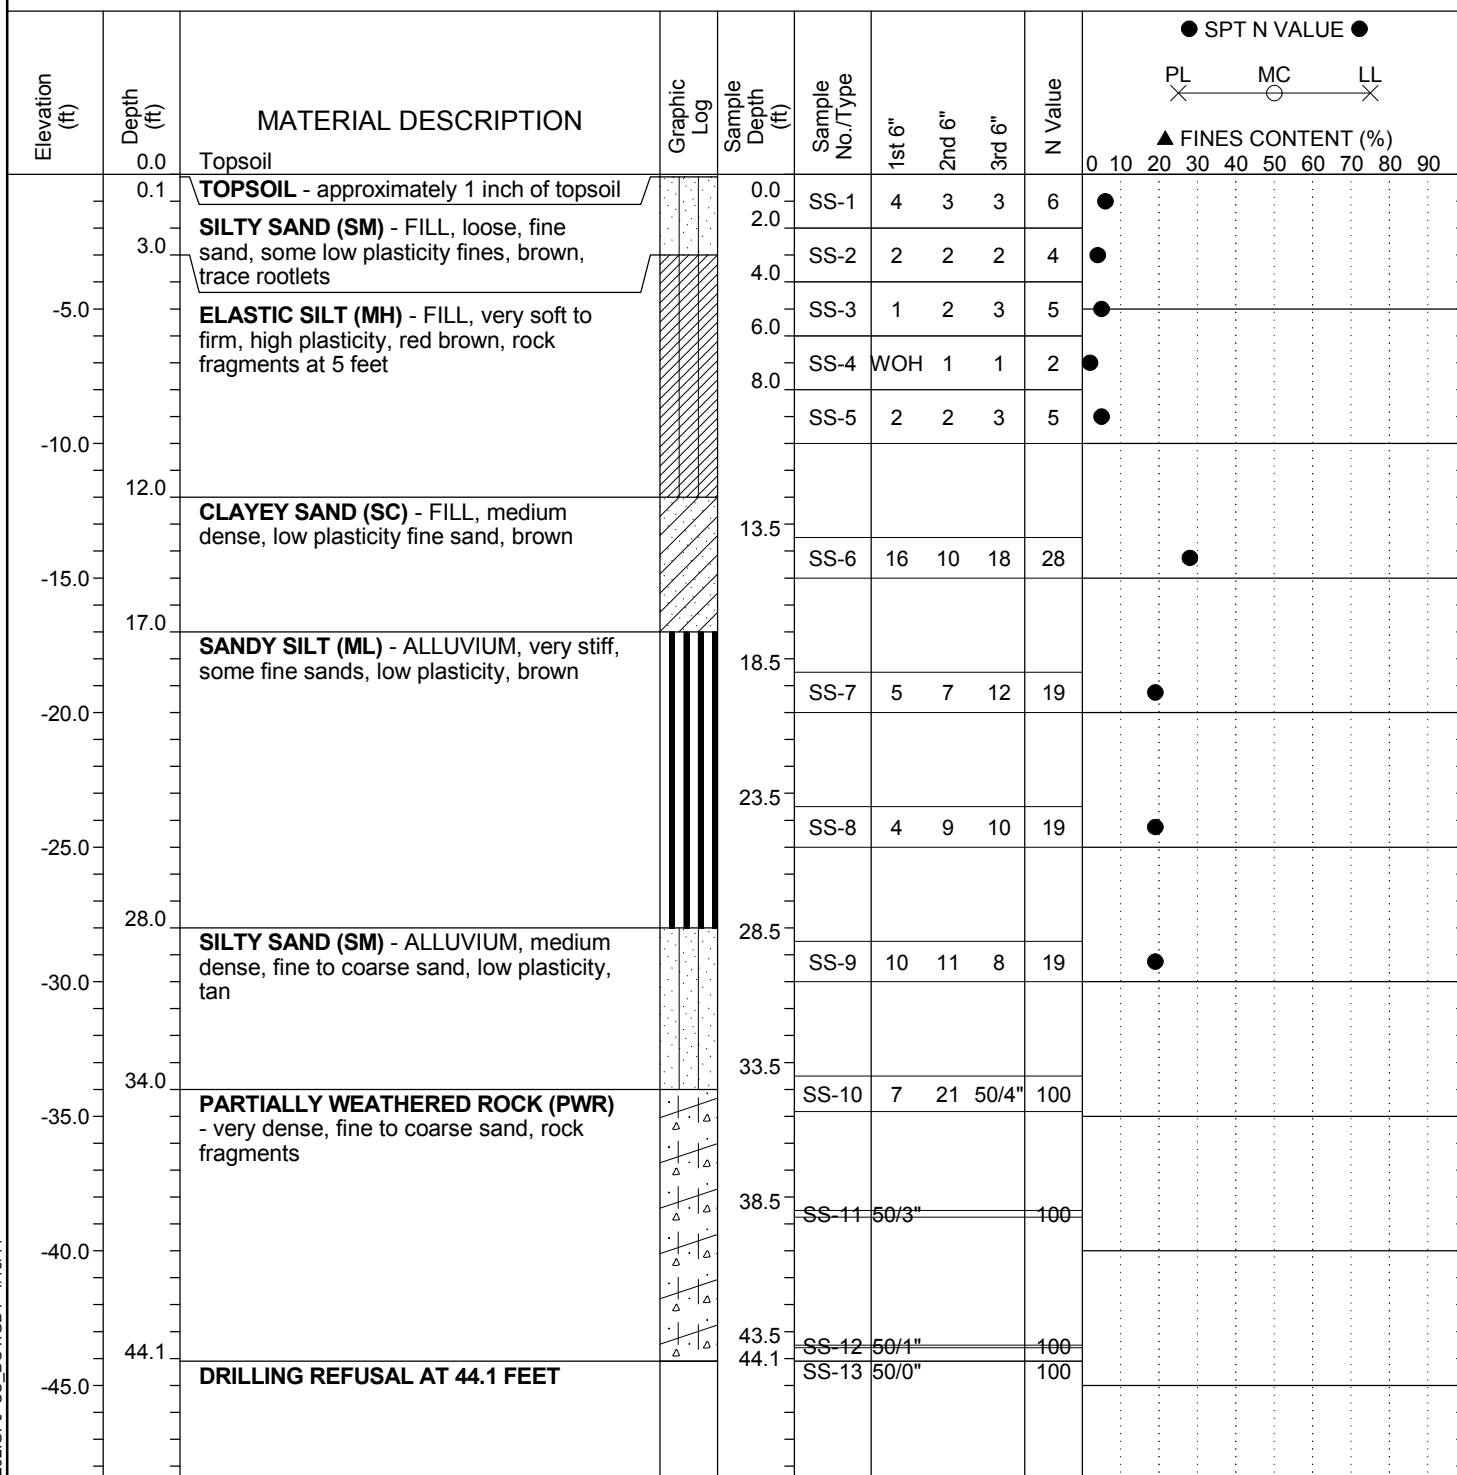 ● SPT N VALUE ●
PL MC LL
▲ FINES CONTENT (%)
0 10 20 30 40 50 60 70 80 90
Elevation (ft)
Depth (ft)
MATERIAL DESCRIPTION
Graphic Log
Sample Depth (ft)
Sample No./Type
1st 6"
2nd 6"
3rd 6"
N Value
0.0 Topsoil
0.1 TOPSOIL - approximately 1 inch of topsoil
0.0 SS-1 4 3 3 6
2.0
SILTY SAND (SM) - FILL, loose, fine
3.0 sand, some low plasticity fines, brown,
trace rootlets
SS-2 2 2 2 4
4.0
-5.0 ELASTIC SILT (MH) - FILL, very soft to
firm, high plasticity, red brown, rock
fragments at 5 feet
SS-3 1 2 3 5
6.0
SS-4 WOH 1 1 2
8.0
SS-5 2 2 3 5
-10.0
12.0
CLAYEY SAND (SC) - FILL, medium
dense, low plasticity fine sand, brown
13.5
SS-6 16 10 18 28
-15.0
17.0
SANDY SILT (ML) - ALLUVIUM, very stiff,
some fine sands, low plasticity, brown
18.5
SS-7 5 7 12 19
-20.0
23.5
SS-8 4 9 10 19
-25.0
28.0
SILTY SAND (SM) - ALLUVIUM, medium
dense, fine to coarse sand, low plasticity,
tan
28.5
SS-9 10 11 8 19
-30.0
33.5
34.0
PARTIALLY WEATHERED ROCK (PWR)
- very dense, fine to coarse sand, rock
fragments
SS-10 7 21 50/4" 100
-35.0
38.5
SS-11 50/3" 100
-40.0
43.5
SS-12 50/1" 100
44.1 44.1
DRILLING REFUSAL AT 44.1 FEET
SS-13 50/0" 100
-45.0